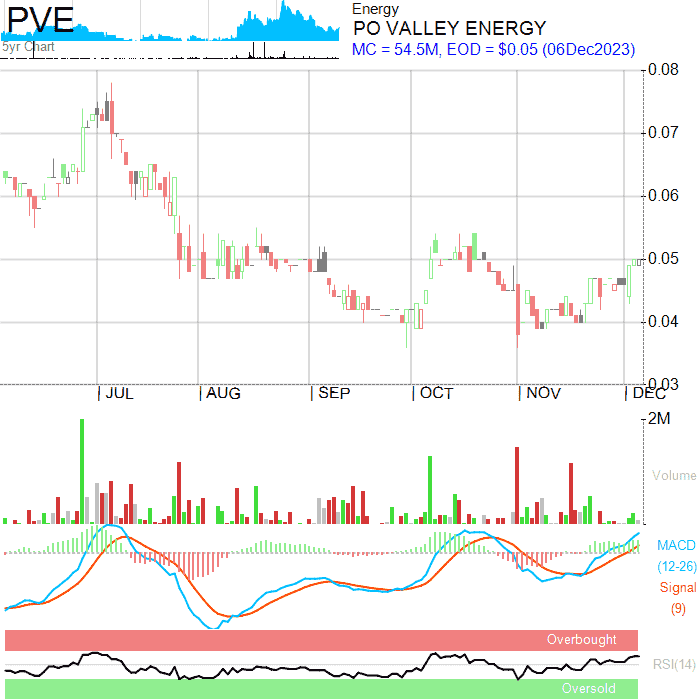 PVE
5yr Chart
Energy
PO VALLEY ENERGY
MC = 54.5M, EOD = $0.05 (06Dec2023)
0.08
0.07
0.06
0.05
0.04
0.03
JUL AUG SEP OCT NOV DEC
2M
Volume
MACD
(12-26)
Signal
(9)
Overbought
RSI(14)
Oversold